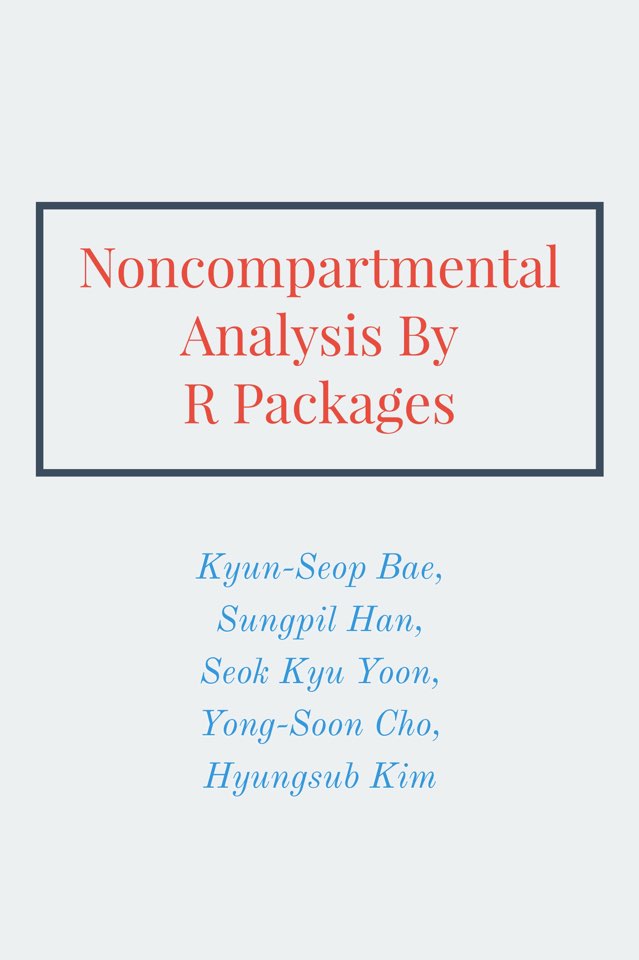 Noncompartmental
Analysis By
R Packages
Kyun-Seop Bae,
Sungpil Han,
Seok Kyu Yoon,
Yong-Soon Cho,
Hyungsub Kim